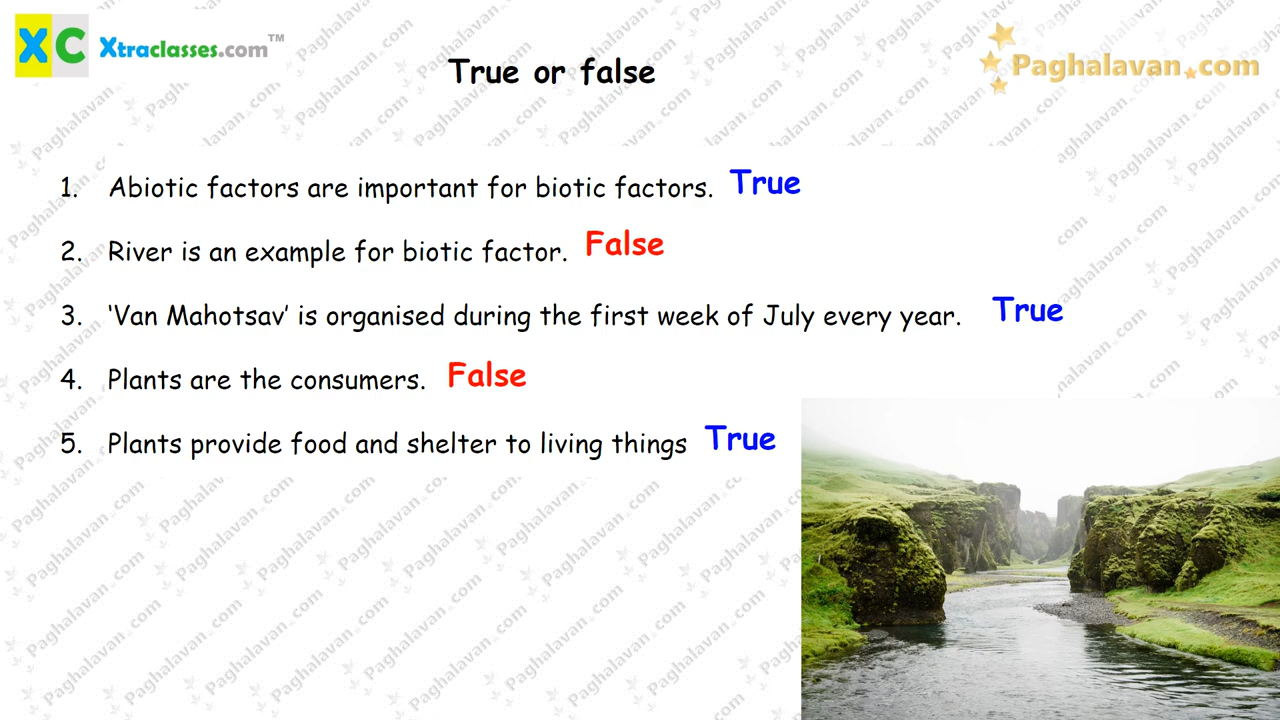 XC Xtraclasses.com™
Paghalavan.com
True or false
1. Abiotic factors are important for biotic factors. True
2. River is an example for biotic factor. False
3. ‘Van Mahotsav’ is organised during the first week of July every year. True
4. Plants are the consumers. False
5. Plants provide food and shelter to living things True